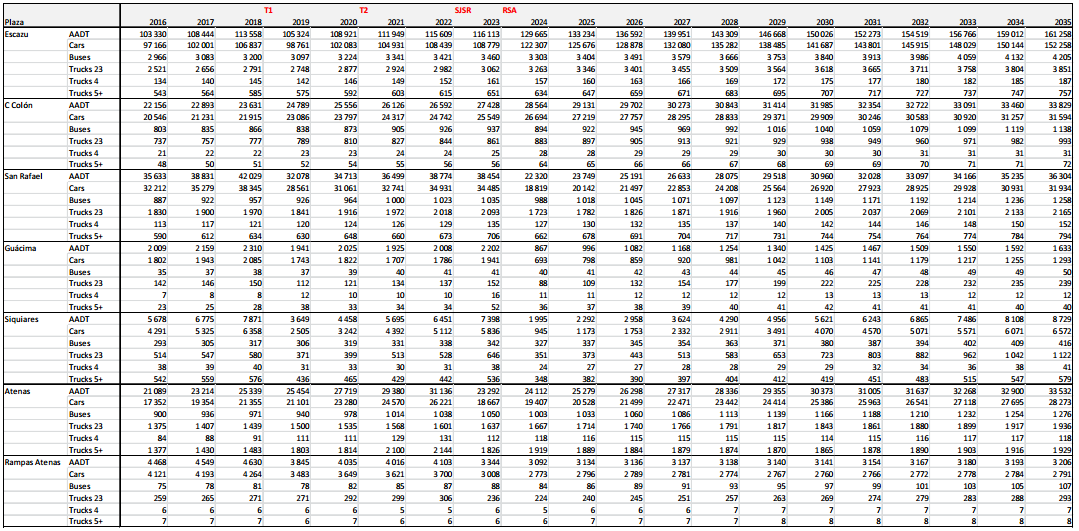 T1 T2 SJSR RSA
Plaza 2016 2017 2018 2019 2020 2021 2022 2023 2024 2025 2026 2027 2028 2029 2030 2031 2032 2033 2034 2035
Escazu AADT 103 330 108 444 113 558 105 324 108 921 111 949 115 609 116 113 129 665 133 234 136 592 139 951 143 309 146 668 150 026 152 273 154 519 156 766 159 012 161 258
Cars 97 166 102 001 106 837 98 761 102 083 104 931 108 439 108 779 122 307 125 676 128 878 132 080 135 282 138 485 141 687 143 801 145 915 148 029 150 144 152 258
Buses 2 966 3 083 3 200 3 097 3 224 3 341 3 421 3 460 3 303 3 404 3 491 3 579 3 666 3 753 3 840 3 913 3 986 4 059 4 132 4 205
Trucks 23 2 521 2 656 2 791 2 748 2 877 2 924 2 982 3 062 3 263 3 346 3 401 3 455 3 509 3 564 3 618 3 665 3 711 3 758 3 804 3 851
Trucks 4 134 140 145 142 146 149 152 161 157 160 163 166 168 172 175 177 180 182 185 187
Trucks 5+ 543 564 585 575 592 603 615 651 634 647 659 671 683 695 707 717 727 737 747 757
C Colón AADT 22 156 22 893 23 631 24 789 25 556 26 126 26 592 27 428 28 564 29 131 29 702 30 273 30 843 31 414 31 985 32 354 32 722 33 091 33 460 33 829
Cars 20 546 21 231 21 915 23 086 23 797 24 317 24 742 25 549 26 694 27 219 27 757 28 295 28 833 29 371 29 909 30 246 30 583 30 920 31 257 31 594
Buses 803 835 866 838 873 905 926 937 894 922 945 969 992 1 016 1 040 1 059 1 079 1 099 1 119 1 138
Trucks 23 737 757 777 789 810 827 844 861 883 897 905 913 921 929 938 949 960 971 982 993
Trucks 4 21 22 22 23 23 24 24 25 28 28 29 29 29 30 30 30 31 31 31 31
Trucks 5+ 48 50 51 52 54 55 56 56 64 65 66 66 67 68 69 69 70 71 71 72
San Rafael AADT 35 633 38 831 42 029 32 078 34 713 36 499 38 774 38 454 22 320 23 749 25 191 26 633 28 075 29 518 30 960 32 028 33 097 34 166 35 235 36 304
Cars 32 212 35 279 38 345 28 561 31 061 32 741 34 931 34 485 18 819 20 142 21 497 22 853 24 208 25 564 26 920 27 923 28 925 29 928 30 931 31 934
Buses 887 922 957 926 964 1 000 1 023 1 035 988 1 018 1 045 1 071 1 097 1 123 1 149 1 171 1 192 1 214 1 236 1 258
Trucks 23 1 830 1 900 1 970 1 841 1 916 1 972 2 018 2 093 1 723 1 782 1 826 1 871 1 916 1 960 2 005 2 037 2 069 2 101 2 133 2 165
Trucks 4 113 117 121 120 124 126 129 135 127 130 132 135 137 140 142 144 146 148 150 152
Trucks 5+ 590 612 634 630 648 660 673 706 662 678 691 704 717 731 744 754 764 774 784 794
Guácima AADT 2 009 2 159 2 310 1 941 2 025 1 925 2 008 2 202 867 996 1 082 1 168 1 254 1 340 1 425 1 467 1 509 1 550 1 592 1 633
Cars 1 802 1 943 2 085 1 743 1 822 1 707 1 786 1 941 693 798 859 920 981 1 042 1 103 1 141 1 179 1 217 1 255 1 293
Buses 35 37 38 37 39 40 41 41 40 41 42 43 44 45 46 47 48 49 49 50
Trucks 23 142 146 150 112 121 134 137 152 88 109 132 154 177 199 222 225 228 232 235 239
Trucks 4 7 8 8 12 10 10 10 16 11 11 12 12 12 12 13 13 12 12 12 12
Trucks 5+ 23 25 28 38 33 34 34 52 36 37 38 39 40 41 42 41 41 41 40 40
Siquiares AADT 5 678 6 775 7 871 3 649 4 458 5 695 6 451 7 398 1 995 2 292 2 958 3 624 4 290 4 956 5 621 6 243 6 865 7 486 8 108 8 729
Cars 4 291 5 325 6 358 2 505 3 242 4 392 5 112 5 836 945 1 173 1 753 2 332 2 911 3 491 4 070 4 570 5 071 5 571 6 071 6 572
Buses 293 305 317 306 319 331 338 342 327 337 345 354 363 371 380 387 394 402 409 416
Trucks 23 514 547 580 371 399 513 528 646 351 373 443 513 583 653 723 803 882 962 1 042 1 122
Trucks 4 38 39 40 31 33 30 31 38 24 27 27 28 28 29 29 32 34 36 38 41
Trucks 5+ 542 559 576 436 465 429 442 536 348 382 390 397 404 412 419 451 483 515 547 579
Atenas AADT 21 089 23 214 25 339 25 454 27 719 29 380 31 136 23 292 24 112 25 279 26 298 27 317 28 336 29 355 30 373 31 005 31 637 32 268 32 900 33 532
Cars 17 352 19 354 21 355 21 101 23 280 24 570 26 221 18 667 19 407 20 528 21 499 22 471 23 442 24 414 25 386 25 963 26 541 27 118 27 695 28 273
Buses 900 936 971 940 978 1 014 1 038 1 050 1 003 1 033 1 060 1 086 1 113 1 139 1 166 1 188 1 210 1 232 1 254 1 276
Trucks 23 1 375 1 407 1 439 1 500 1 535 1 568 1 601 1 637 1 667 1 714 1 740 1 766 1 791 1 817 1 843 1 861 1 880 1 899 1 917 1 936
Trucks 4 84 88 91 111 111 129 131 112 118 116 115 115 115 115 114 115 116 117 117 118
Trucks 5+ 1 377 1 430 1 483 1 803 1 814 2 100 2 144 1 826 1 919 1 889 1 884 1 879 1 874 1 870 1 865 1 878 1 890 1 903 1 916 1 929
Rampas Atenas AADT 4 468 4 549 4 630 3 845 4 035 4 016 4 103 3 344 3 092 3 134 3 136 3 137 3 138 3 140 3 141 3 154 3 167 3 180 3 193 3 206
Cars 4 121 4 193 4 264 3 483 3 649 3 621 3 700 3 008 2 773 2 796 2 789 2 781 2 774 2 767 2 760 2 766 2 772 2 778 2 784 2 791
Buses 75 78 81 78 82 85 87 88 84 86 89 91 93 95 97 99 101 103 105 107
Trucks 23 259 265 271 271 292 299 306 236 224 240 245 251 257 263 269 274 279 283 288 293
Trucks 4 6 6 6 6 6 5 5 6 5 6 6 6 7 7 7 7 7 7 7 7
Trucks 5+ 7 7 7 6 7 6 6 6 6 7 7 7 8 8 8 8 8 8 8 8